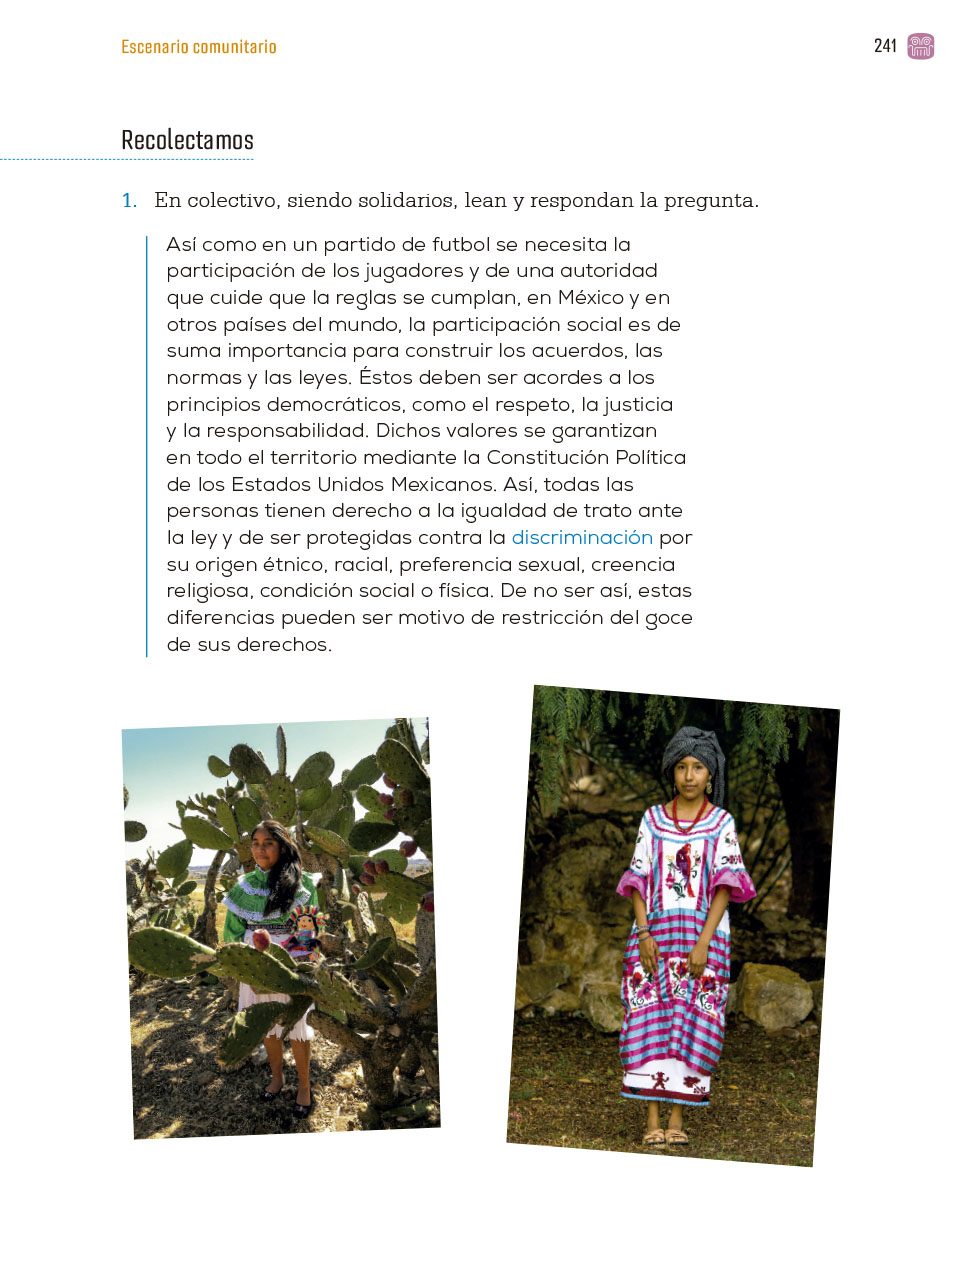 Escenario comunitario
241
Recolectamos
1. En colectivo, siendo solidarios, lean y respondan la pregunta.
Así como en un partido de futbol se necesita la
participación de los jugadores y de una autoridad
que cuide que la reglas se cumplan, en México y en
otros países del mundo, la participación social es de
suma importancia para construir los acuerdos, las
normas y las leyes. Éstos deben ser acordes a los
principios democráticos, como el respeto, la justicia
y la responsabilidad. Dichos valores se garantizan
en todo el territorio mediante la Constitución Política
de los Estados Unidos Mexicanos. Así, todas las
personas tienen derecho a la igualdad de trato ante
la ley y de ser protegidas contra la discriminación por
su origen étnico, racial, preferencia sexual, creencia
religiosa, condición social o física. De no ser así, estas
diferencias pueden ser motivo de restricción del goce
de sus derechos.